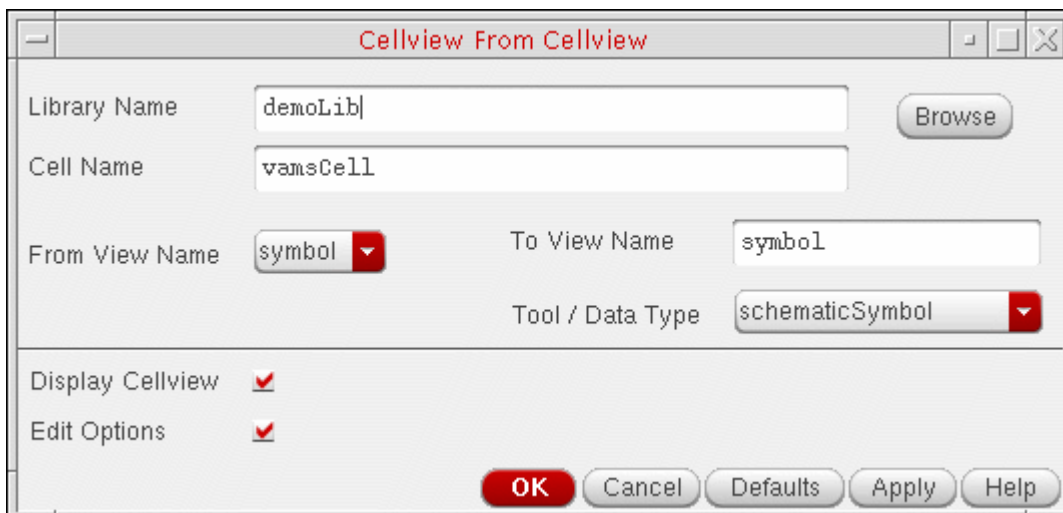 Cellview From Cellview
Library Name demoLib Browse
Cell Name vamsCell
From View Name symbol To View Name symbol
Tool / Data Type schematicSymbol
Display Cellview
Edit Options
OK Cancel Defaults Apply Help